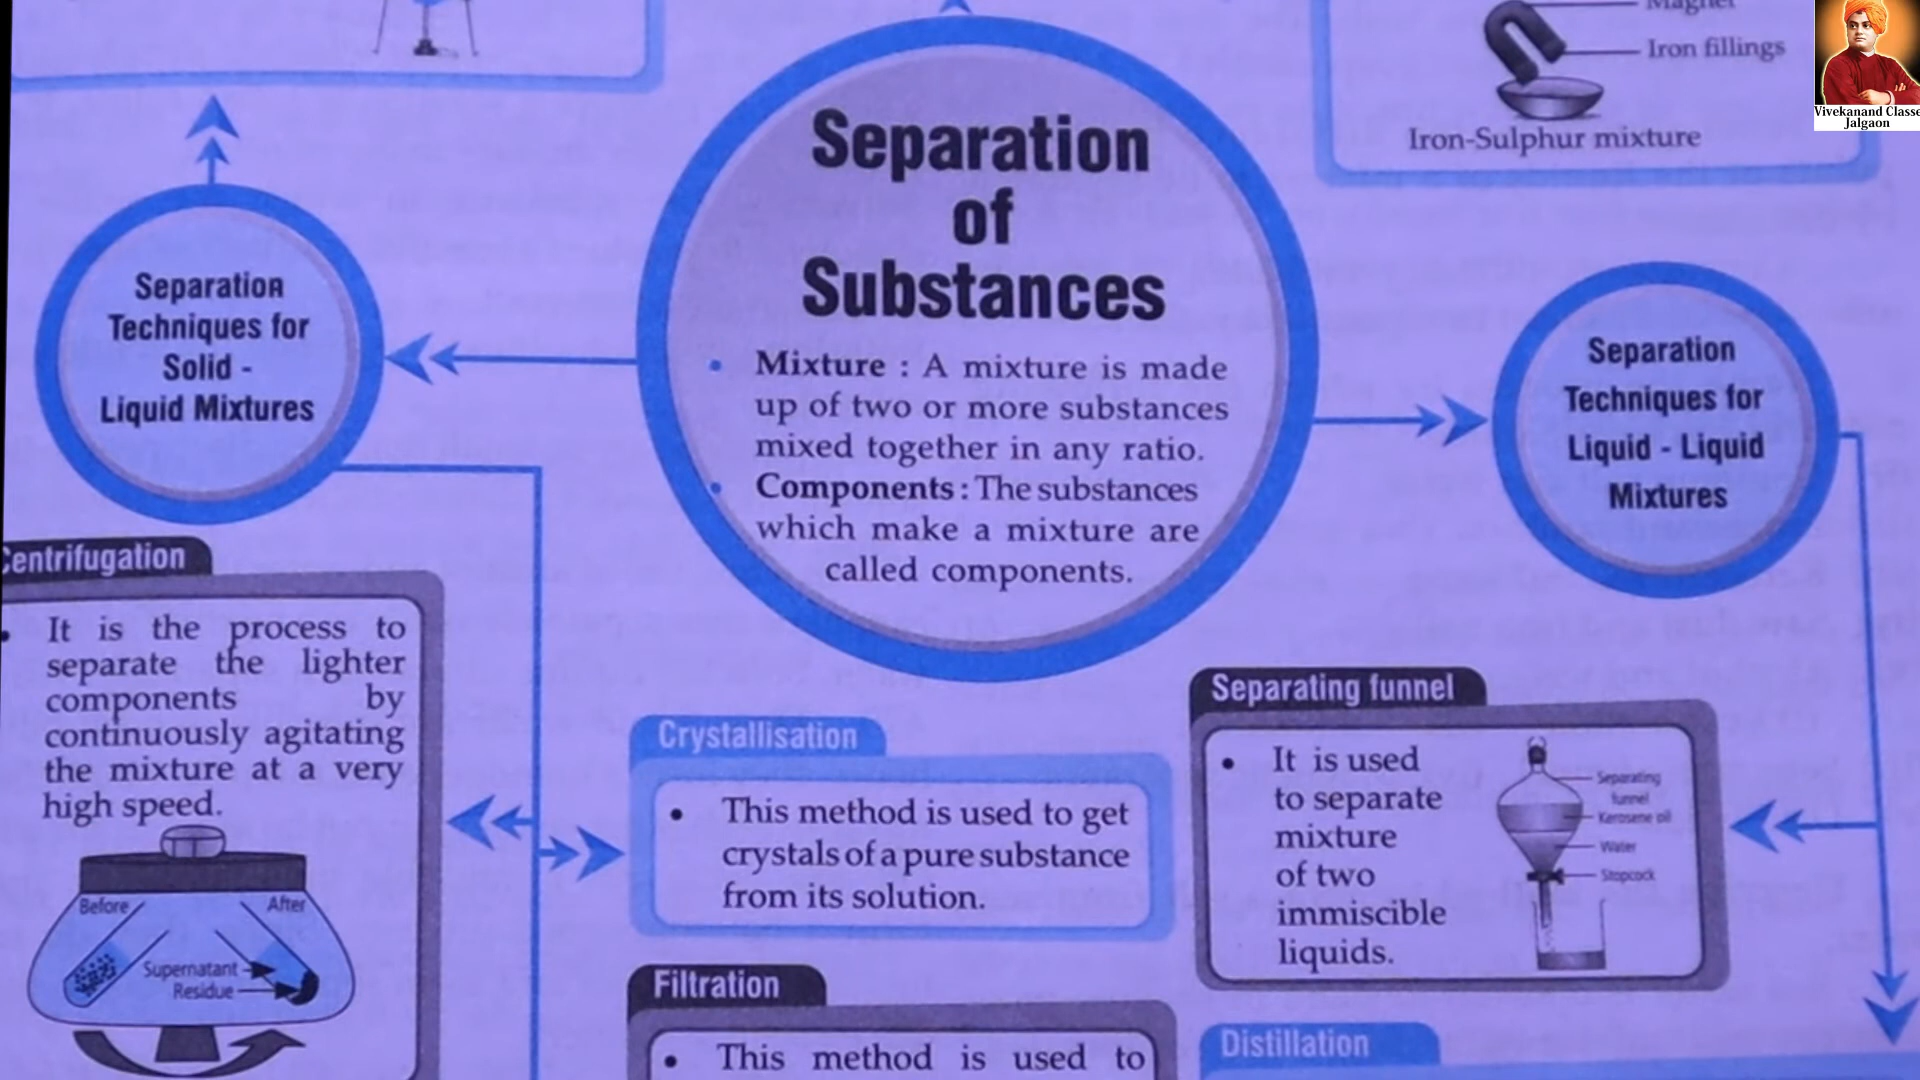 Magnet
Iron fillings
Iron-Sulphur mixture
Vivekanand Classe
Jalgaon
Separation
of
Substances
• Mixture : A mixture is made
up of two or more substances
mixed together in any ratio.
• Components : The substances
which make a mixture are
called components.
Separation
Techniques for
Solid -
Liquid Mixtures
Separation
Techniques for
Liquid - Liquid
Mixtures
Centrifugation
• It is the process to
separate the lighter
components by
continuously agitating
the mixture at a very
high speed.
Before
After
Supernatant
Residue
Crystallisation
• This method is used to get
crystals of a pure substance
from its solution.
Filtration
• This method is used to
Separating funnel
• It is used
to separate
mixture
of two
immiscible
liquids.
Separating
funnel
Kerosene oil
Water
Stopcock
Distillation